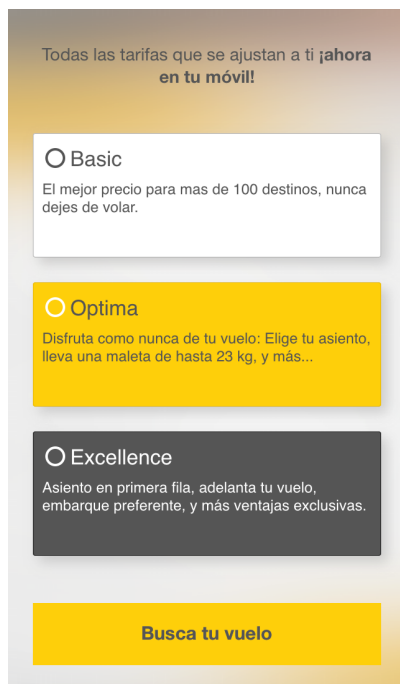 Todas las tarifas que se ajustan a ti ¡ahora
en tu móvil!
Basic
El mejor precio para mas de 100 destinos, nunca
dejes de volar.
Optima
Disfruta como nunca de tu vuelo: Elige tu asiento,
lleva una maleta de hasta 23 kg, y más...
Excellence
Asiento en primera fila, adelanta tu vuelo,
embarque preferente, y más ventajas exclusivas.
Busca tu vuelo